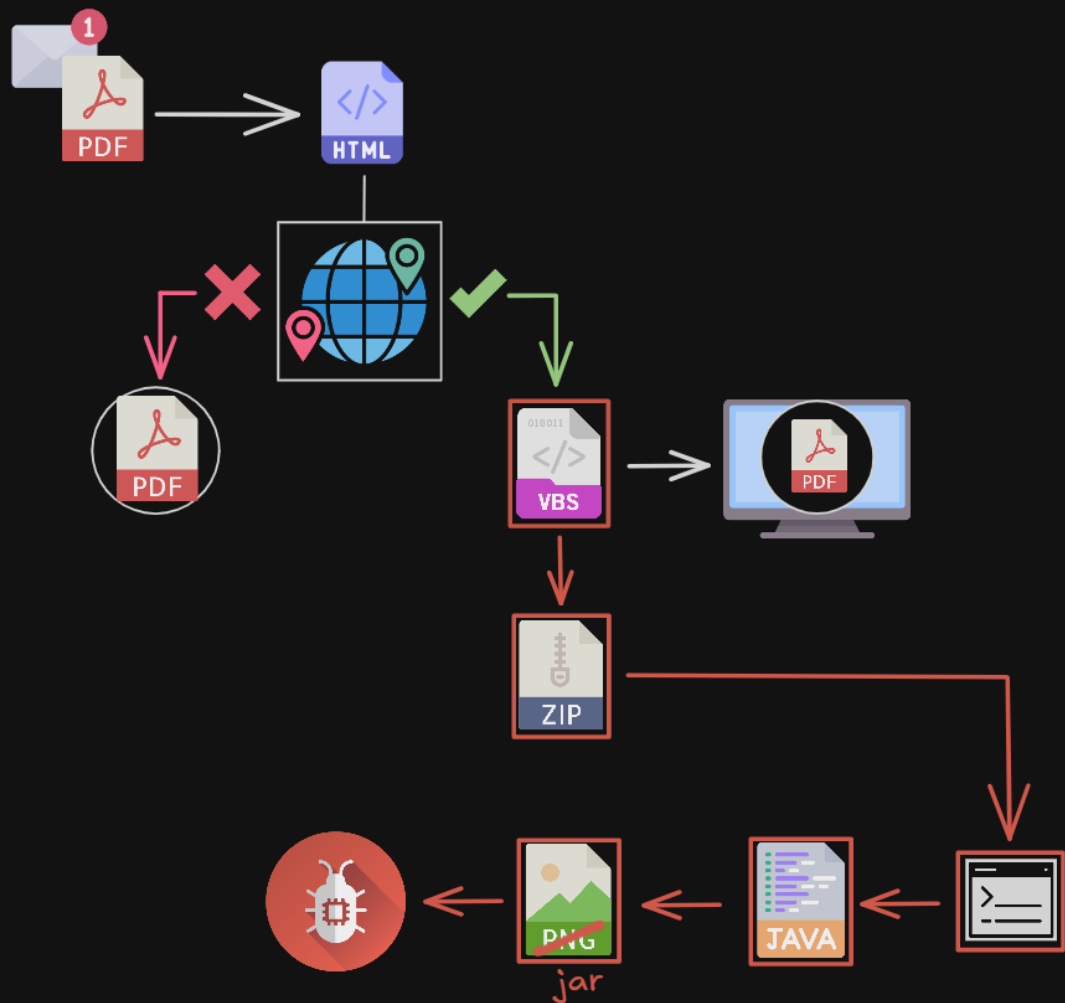 1
PDF
</>
HTML
PDF
010011
</>
VBS
PDF
ZIP
PNG
jar
JAVA
>_